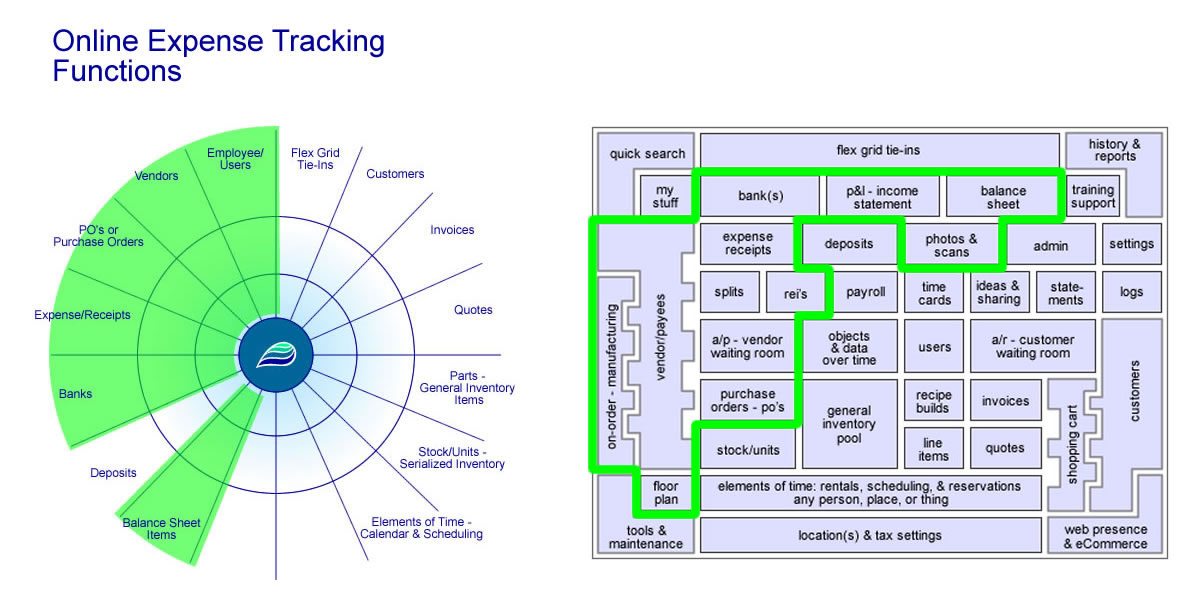 Online Expense Tracking
Functions
Employee/
Users
Flex Grid
Tie-Ins
Vendors
Customers
PO's or
Purchase Orders
Invoices
Expense/Receipts
Quotes
Banks
Parts -
General Inventory
Items
Deposits
Stock/Units -
Serialized Inventory
Balance Sheet
Items
Elements of Time -
Calendar & Scheduling
quick search
flex grid tie-ins
history &
reports
my
stuff
bank(s)
p&l - income
statement
balance
sheet
training
support
expense
receipts
deposits
photos &
scans
admin
settings
splits
rei's
payroll
time
cards
ideas &
sharing
state-
ments
logs
on-order - manufacturing
vendor/payees
a/p - vendor
waiting room
objects
& data
over time
users
a/r - customer
waiting room
customers
purchase
orders - po's
general
inventory
pool
recipe
builds
invoices
shopping cart
stock/units
line
items
quotes
floor
plan
elements of time: rentals, scheduling, & reservations
any person, place, or thing
tools &
maintenance
location(s) & tax settings
web presence
& eCommerce